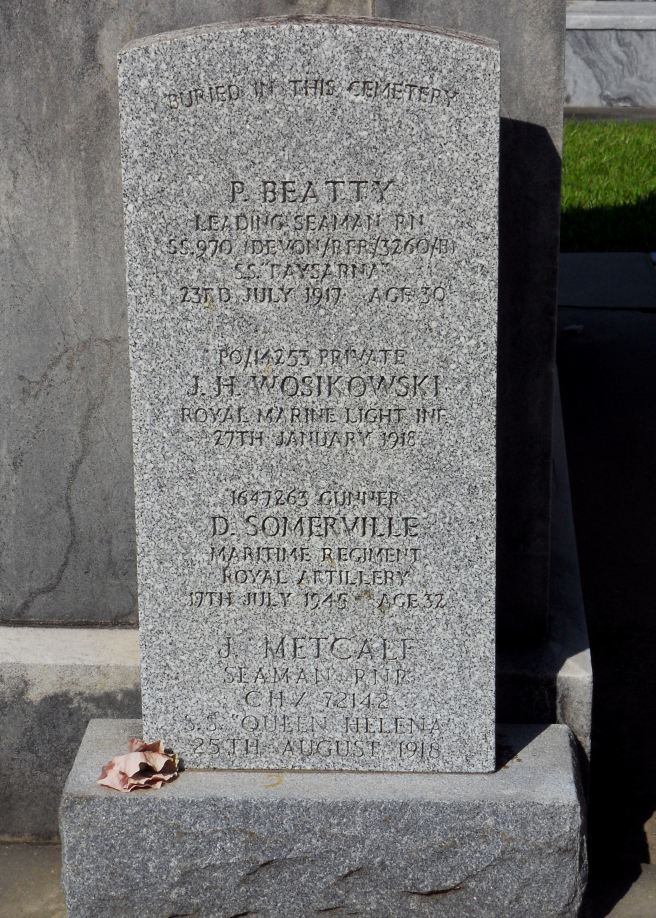 BURIED IN THIS CEMETERY
P. BEATTY
LEADING SEAMAN RN
SS.970 (DEVON/RFR/3260/B)
S.S.
23RD JULY 1917 AGE 30
PO/14253 PRIVATE
J. H. WOSIKOWSKI
ROYAL MARINE LIGHT INF.
27TH JANUARY 1918
1647263 GUNNER
D. SOMERVILLE
MARITIME REGIMENT
ROYAL ARTILLERY
17TH JULY 1945 AGE 32
J. METCALF
SEAMAN RNR
CH/72142
S.S. "QUEEN HELENA"
25TH AUGUST 1918